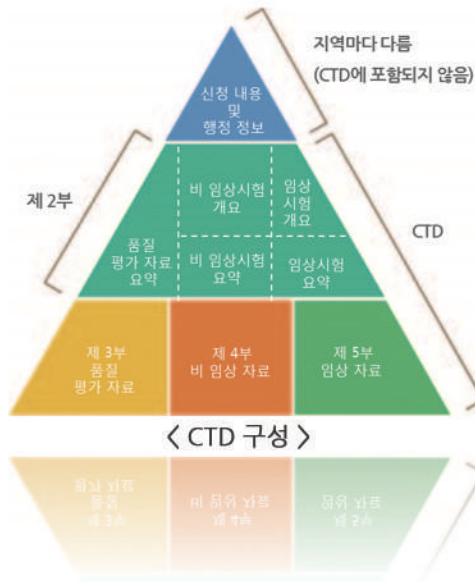 지역마다 다름
(CTD에 포함되지 않음)
신청 내용
및
행정 정보
제 2부
CTD
비 임상시험
개요
임상
시험
개요
품질
평가 자료
요약
비 임상시험
요약
임상시험
요약
제 3부
품질
평가 자료
제 4부
비 임상 자료
제 5부
임상 자료
< CTD 구성 >